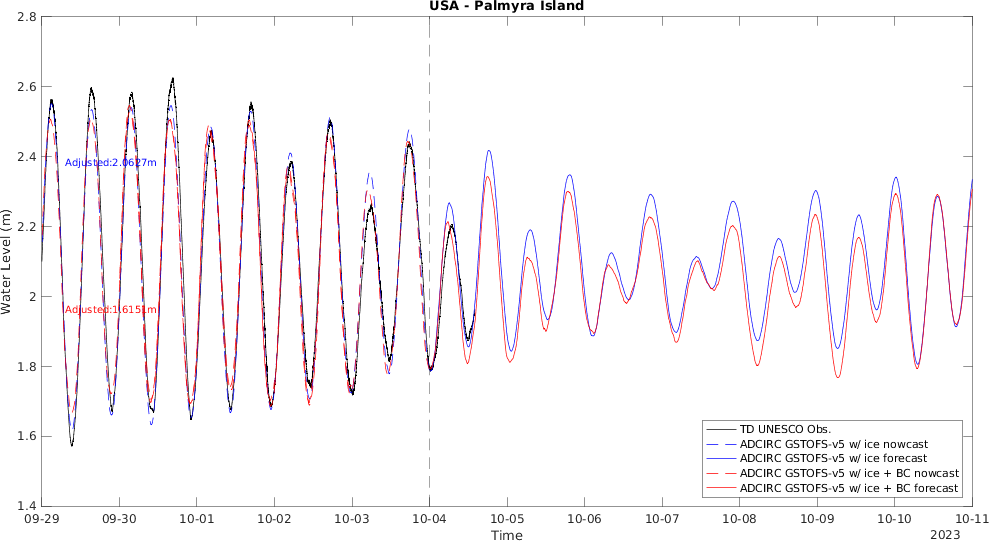 USA - Palmyra Island
2.8
2.6
2.4
2.2
2
1.8
1.6
1.4
Water Level (m)
Adjusted:2.0627m
Adjusted:1.6151m
TD UNESCO Obs.
ADCIRC GSTOFS-v5 w/ ice nowcast
ADCIRC GSTOFS-v5 w/ ice forecast
ADCIRC GSTOFS-v5 w/ ice + BC nowcast
ADCIRC GSTOFS-v5 w/ ice + BC forecast
09-29 09-30 10-01 10-02 10-03 10-04 10-05 10-06 10-07 10-08 10-09 10-10 10-11
Time
2023